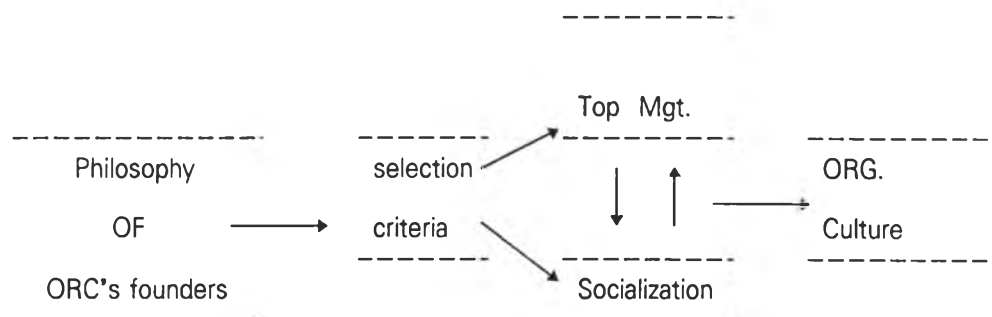 Philosophy
OF
ORC's founders
selection
criteria
Top Mgt.
Socialization
ORG.
Culture